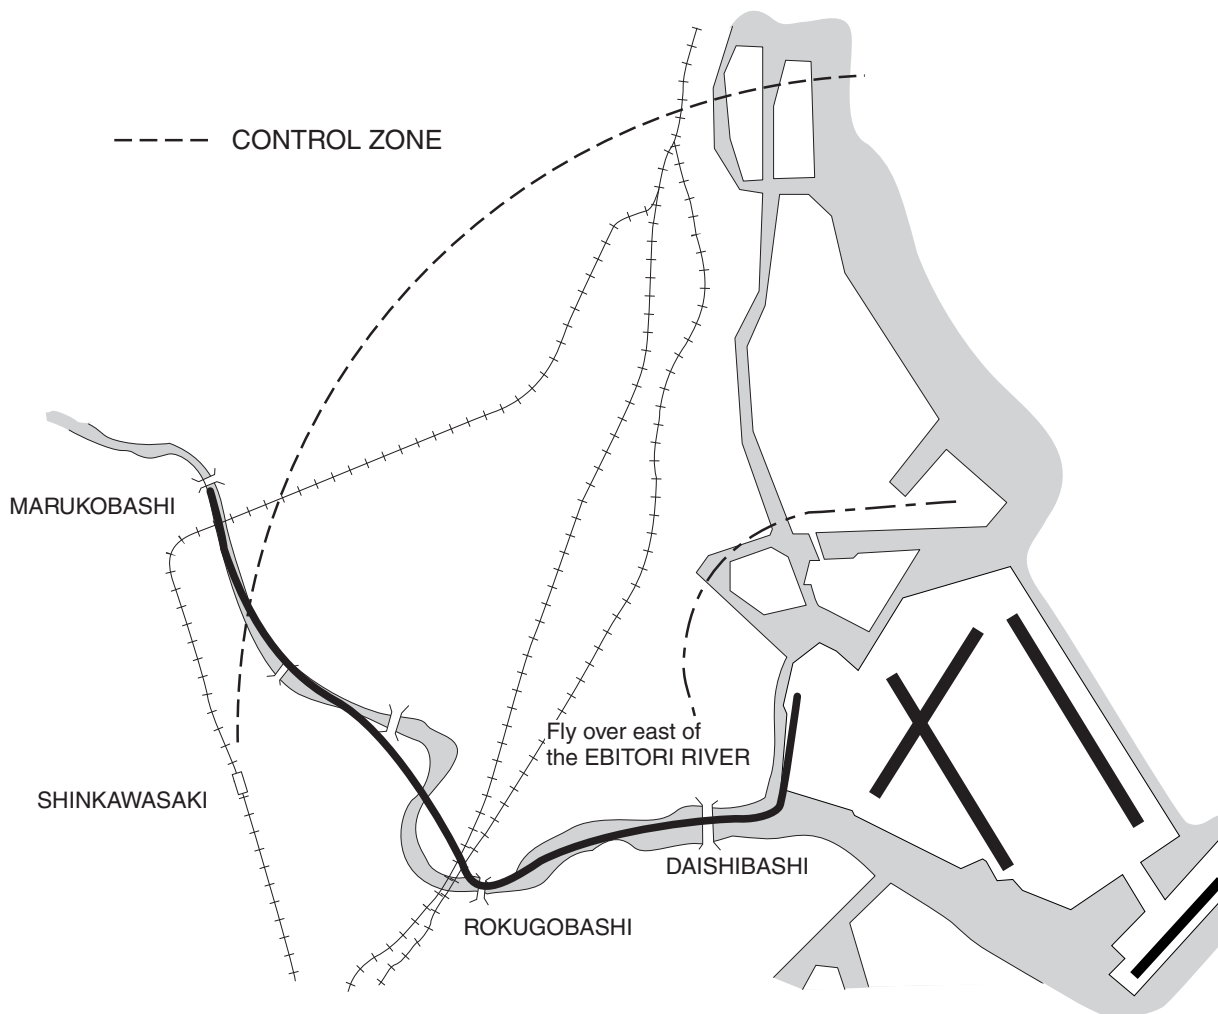 CONTROL ZONE
MARUKOBASHI
Fly over east of
the EBITORI RIVER
SHINKAWASAKI
DAISHIBASHI
ROKUGOBASHI